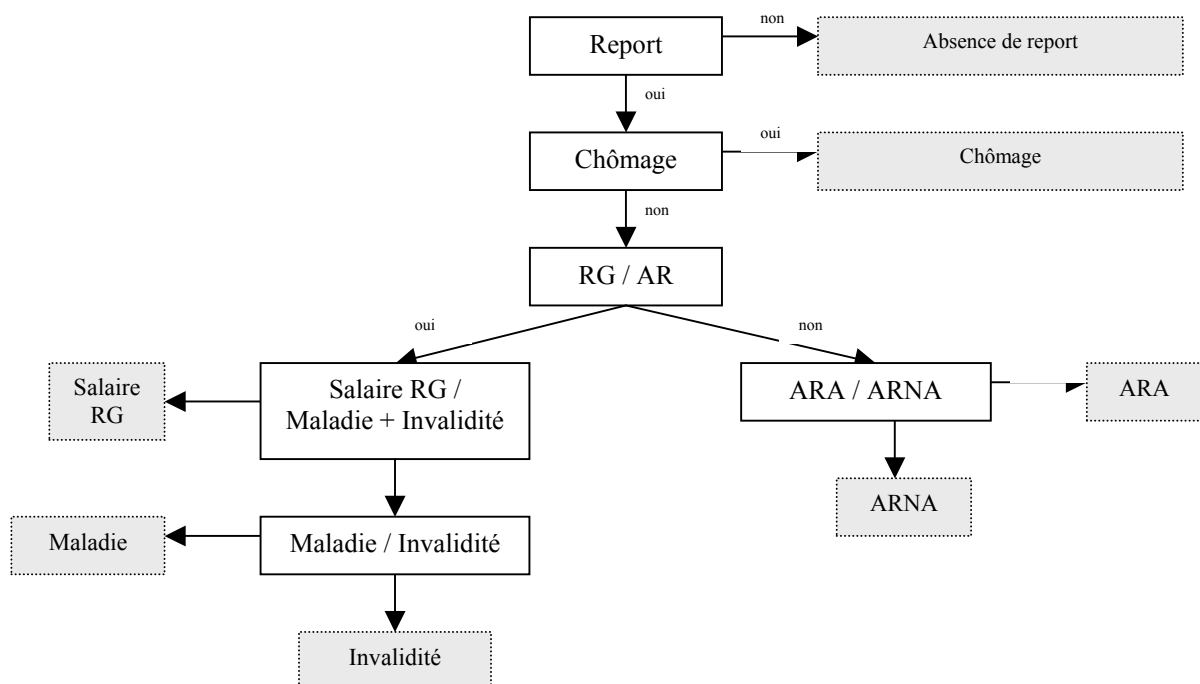 non
Report
Absence de report
oui
oui
Chômage
Chômage
non
RG / AR
oui
non
Salaire
RG
Salaire RG /
Maladie + Invalidité
ARA / ARNA
ARA
ARNA
Maladie
Maladie / Invalidité
Invalidité